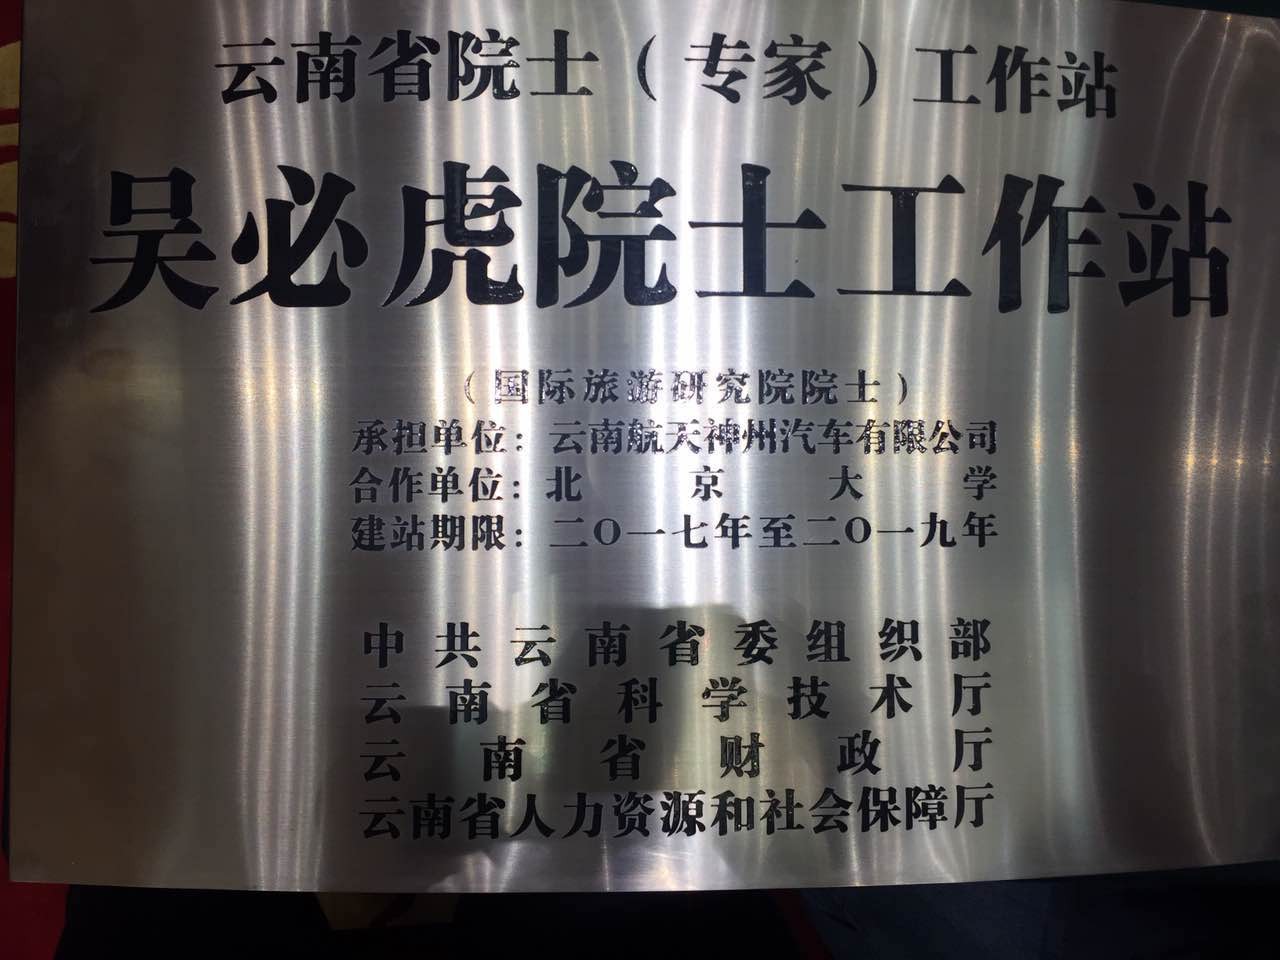 云南省院士（专家）工作站
吴必虎院士工作站
（国际旅游研究院院士）
承担单位：云南航天神州汽车有限公司
合作单位：北京大学
建站期限：二〇一七年至二〇一九年
中共云南省委组织部
云南省科学技术厅
云南省财政厅
云南省人力资源和社会保障厅